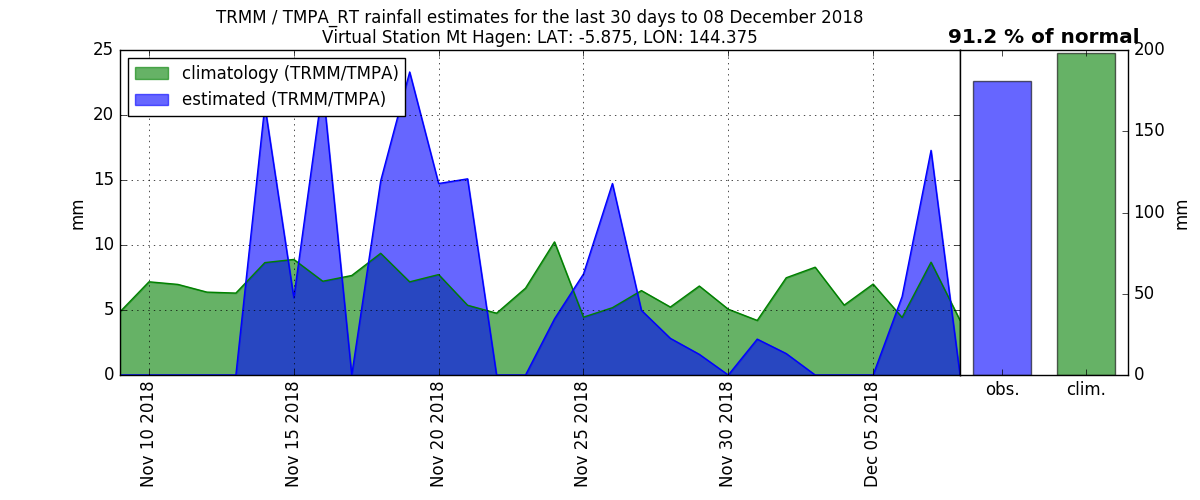 TRMM / TMPA_RT rainfall estimates for the last 30 days to 08 December 2018
Virtual Station Mt Hagen: LAT: -5.875, LON: 144.375
91.2 % of normal
climatology (TRMM/TMPA)
estimated (TRMM/TMPA)
25
20
15
10
5
0
mm
Nov 10 2018
Nov 15 2018
Nov 20 2018
Nov 25 2018
Nov 30 2018
Dec 05 2018
obs.
clim.
200
150
100
50
0
mm